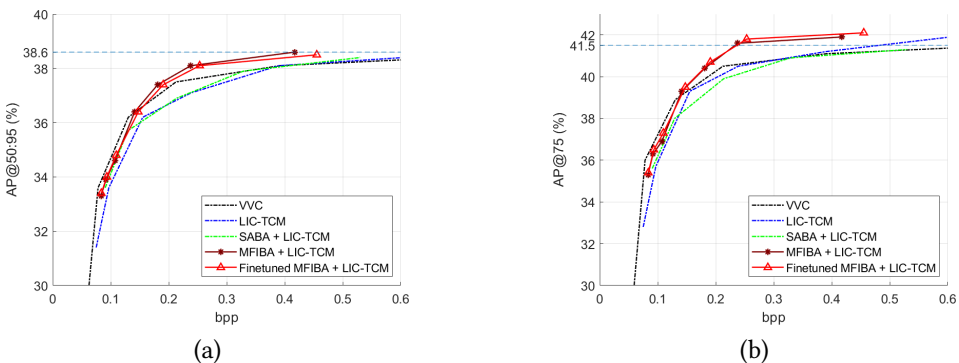 40
38.6
38
36
34
32
30
AP@50:95 (%)
0
0.1
0.2
0.3
0.4
0.5
0.6
bpp
VVC
LIC-TCM
SABA + LIC-TCM
MFIBA + LIC-TCM
Finetuned MFIBA + LIC-TCM
(a)
42
41.5
40
38
36
34
32
30
AP@75 (%)
0
0.1
0.2
0.3
0.4
0.5
0.6
bpp
VVC
LIC-TCM
SABA + LIC-TCM
MFIBA + LIC-TCM
Finetuned MFIBA + LIC-TCM
(b)